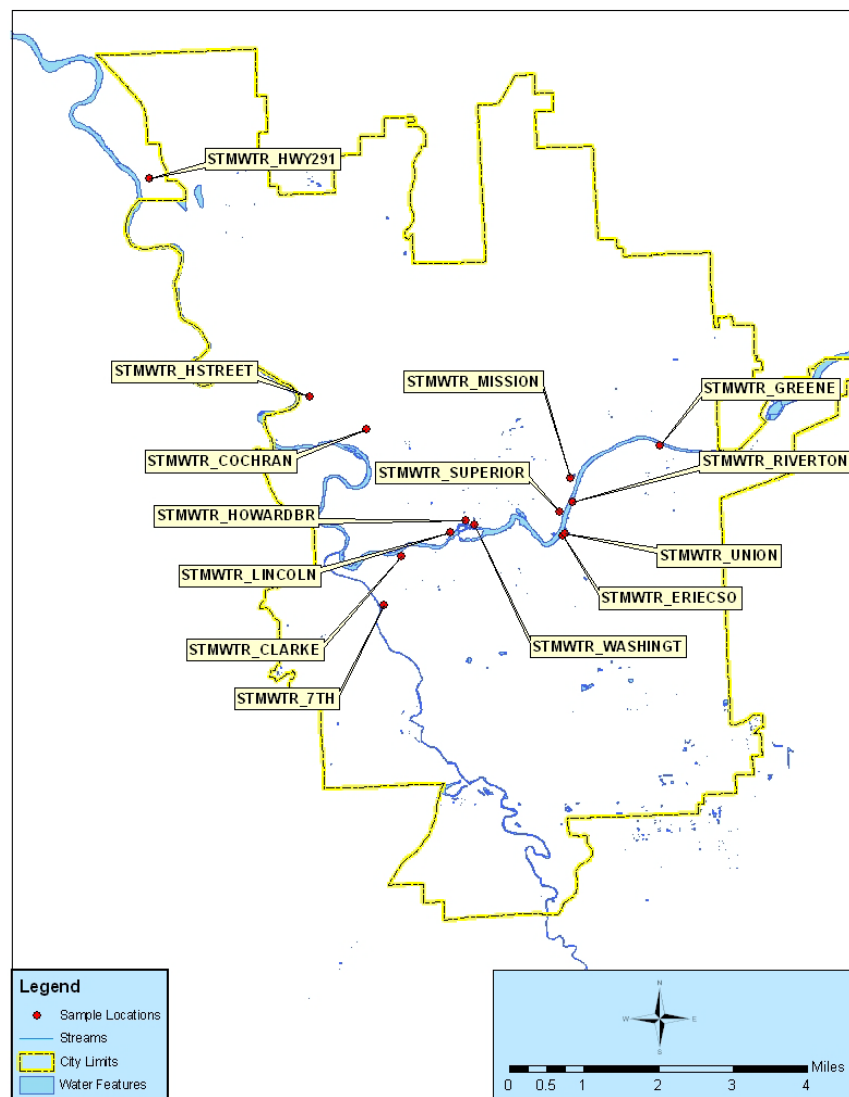 STMWTR_HWY291
STMWTR_HSTREET
STMWTR_MISSION
STMWTR_GREENE
STMWTR_COCHRAN
STMWTR_SUPERIOR
STMWTR_RIVERTON
STMWTR_HOWARDBR
STMWTR_UNION
STMWTR_LINCOLN
STMWTR_ERIECSO
STMWTR_CLARKE
STMWTR_WASHINGT
STMWTR_7TH
Legend
Sample Locations
Streams
City Limits
Water Features
N
W E
S
Miles
0 0.5 1 2 3 4